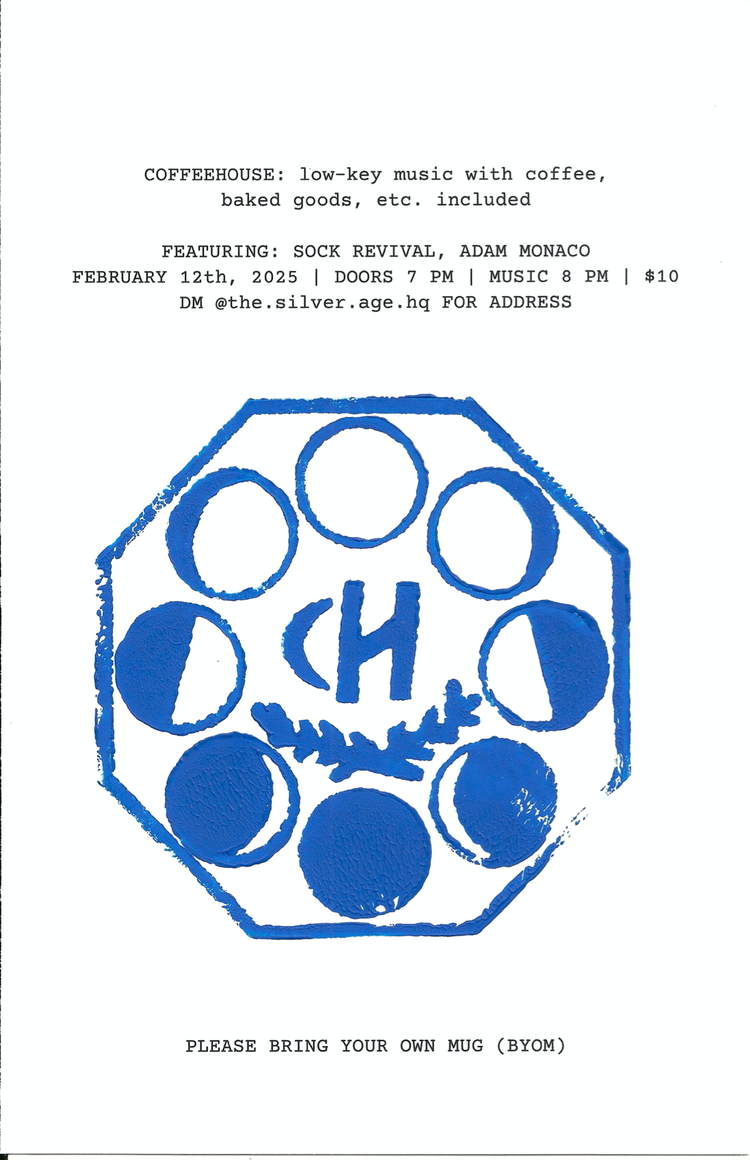 COFFEEHOUSE: low-key music with coffee,
baked goods, etc. included
FEATURING: SOCK REVIVAL, ADAM MONACO
FEBRUARY 12th, 2025 | DOORS 7 PM | MUSIC 8 PM | $10
DM @the.silver.age.hq FOR ADDRESS
CH
PLEASE BRING YOUR OWN MUG (BYOM)